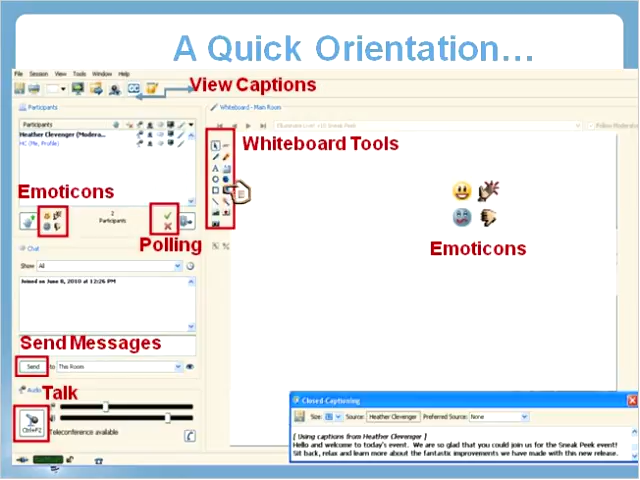 A Quick Orientation...
File Session View Tools Window Help
View Captions
Participants
Whiteboard - Main Room
Participants
Heather Clevenger (Modera...
HC (Me, Profile)
Follow Moderator
Whiteboard Tools
Emoticons
2
Participants
Polling
Emoticons
Chat
Show All
Joined on June 8, 2010 at 12:26 PM
Send Messages
Send to This Room
Audio
Talk
Ctrl+F2
Teleconference available
Closed Captioning
Size: 12 Source: Heather Clevenger Preferred Source: None
[ Using captions from Heather Clevenger ]
Hello and welcome to today's event. We are so glad that you could join us for the Sneak Peek event!
Sit back, relax and learn more about the fantastic improvements we have made with this new release.